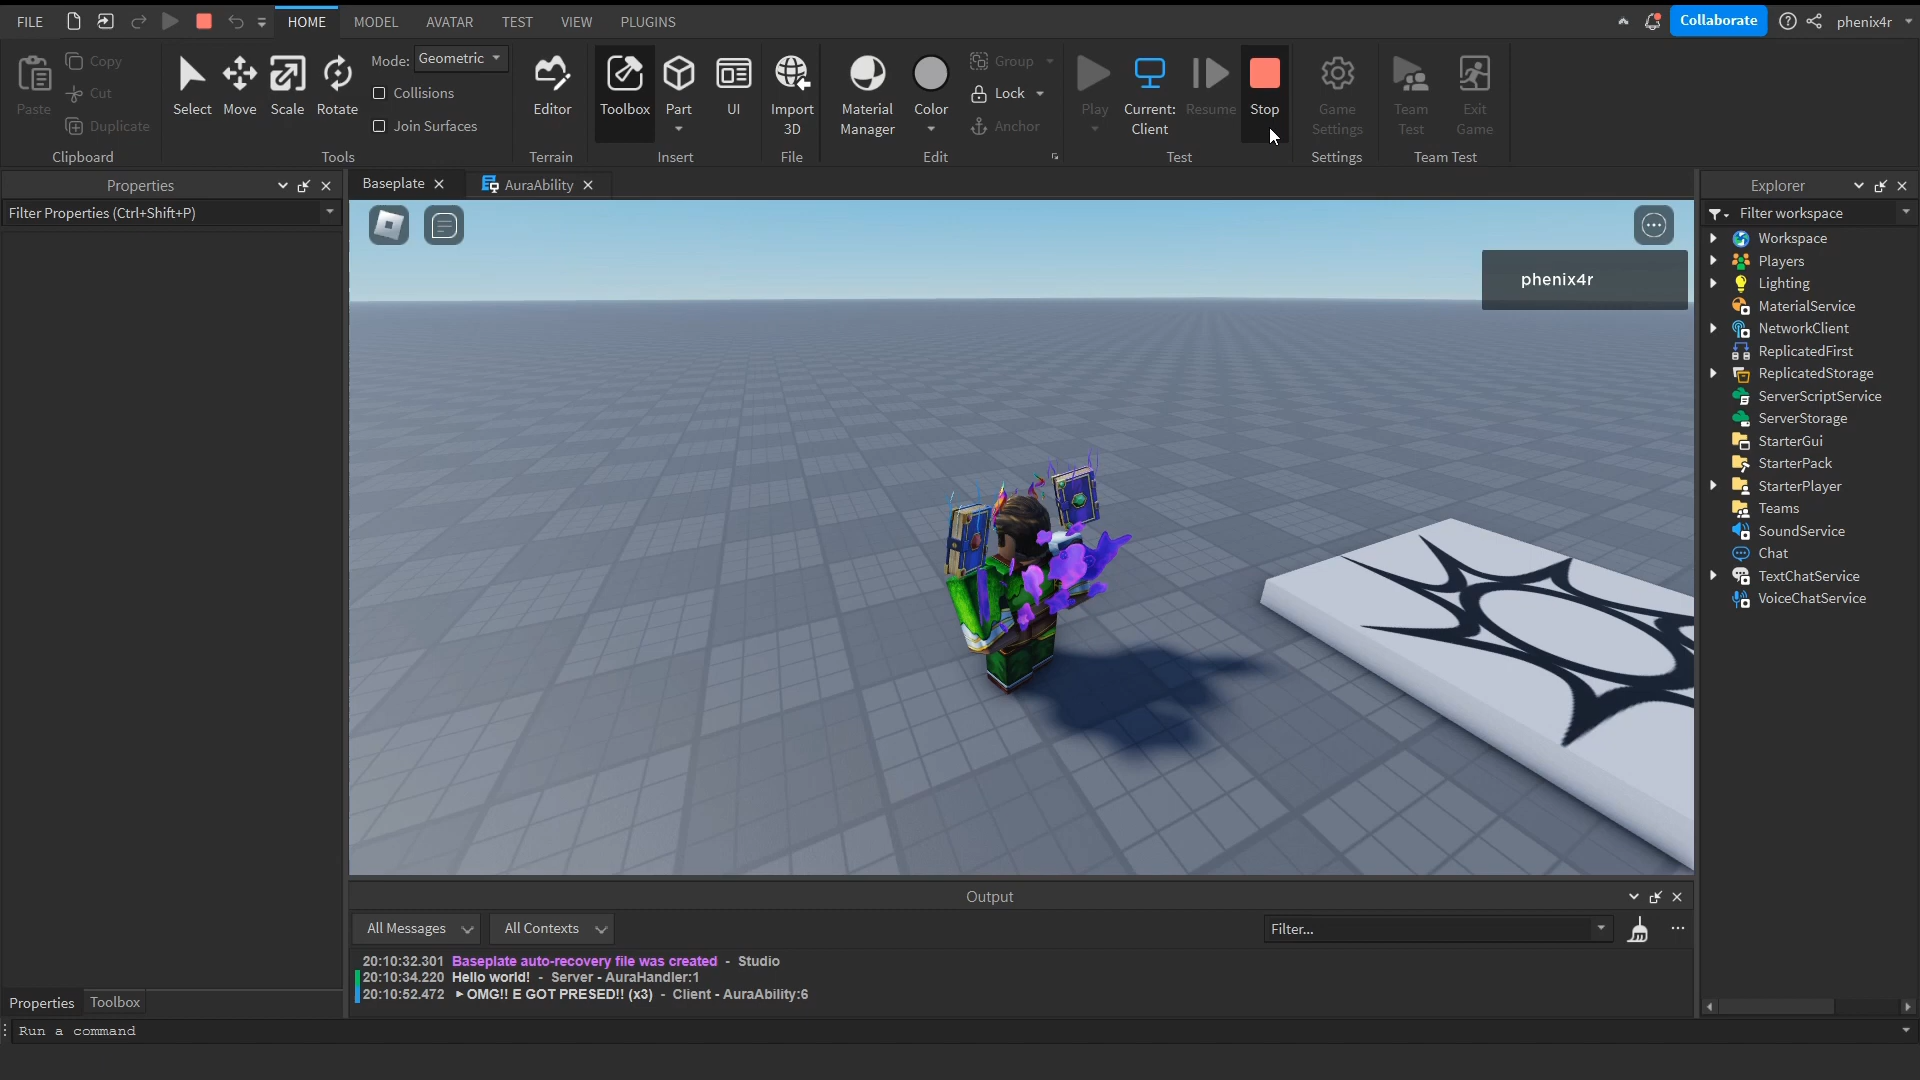 FILE HOME MODEL AVATAR TEST VIEW PLUGINS Collaborate phenix4r
Copy Mode: Geometric Group
Cut Collisions Lock
Paste Select Move Scale Rotate Editor Toolbox Part UI Import Material Color Play Current: Resume Stop Game Team Exit
Duplicate Join Surfaces 3D Manager Anchor Client Settings Test Game
Clipboard Tools Terrain Insert File Edit Test Settings Team Test
Properties Baseplate AuraAbility Explorer
Filter Properties (Ctrl+Shift+P) Filter workspace
Workspace
Players
Lighting
MaterialService
NetworkClient
ReplicatedFirst
ReplicatedStorage
ServerScriptService
ServerStorage
StarterGui
StarterPack
StarterPlayer
Teams
SoundService
Chat
TextChatService
VoiceChatService
phenix4r
Output
All Messages All Contexts Filter...
20:10:32.301 Baseplate auto-recovery file was created - Studio
20:10:34.220 Hello world! - Server - AuraHandler:1
20:10:52.472 ▸ OMG!! E GOT PRESED!! (x3) - Client - AuraAbility:6
Properties Toolbox
Run a command